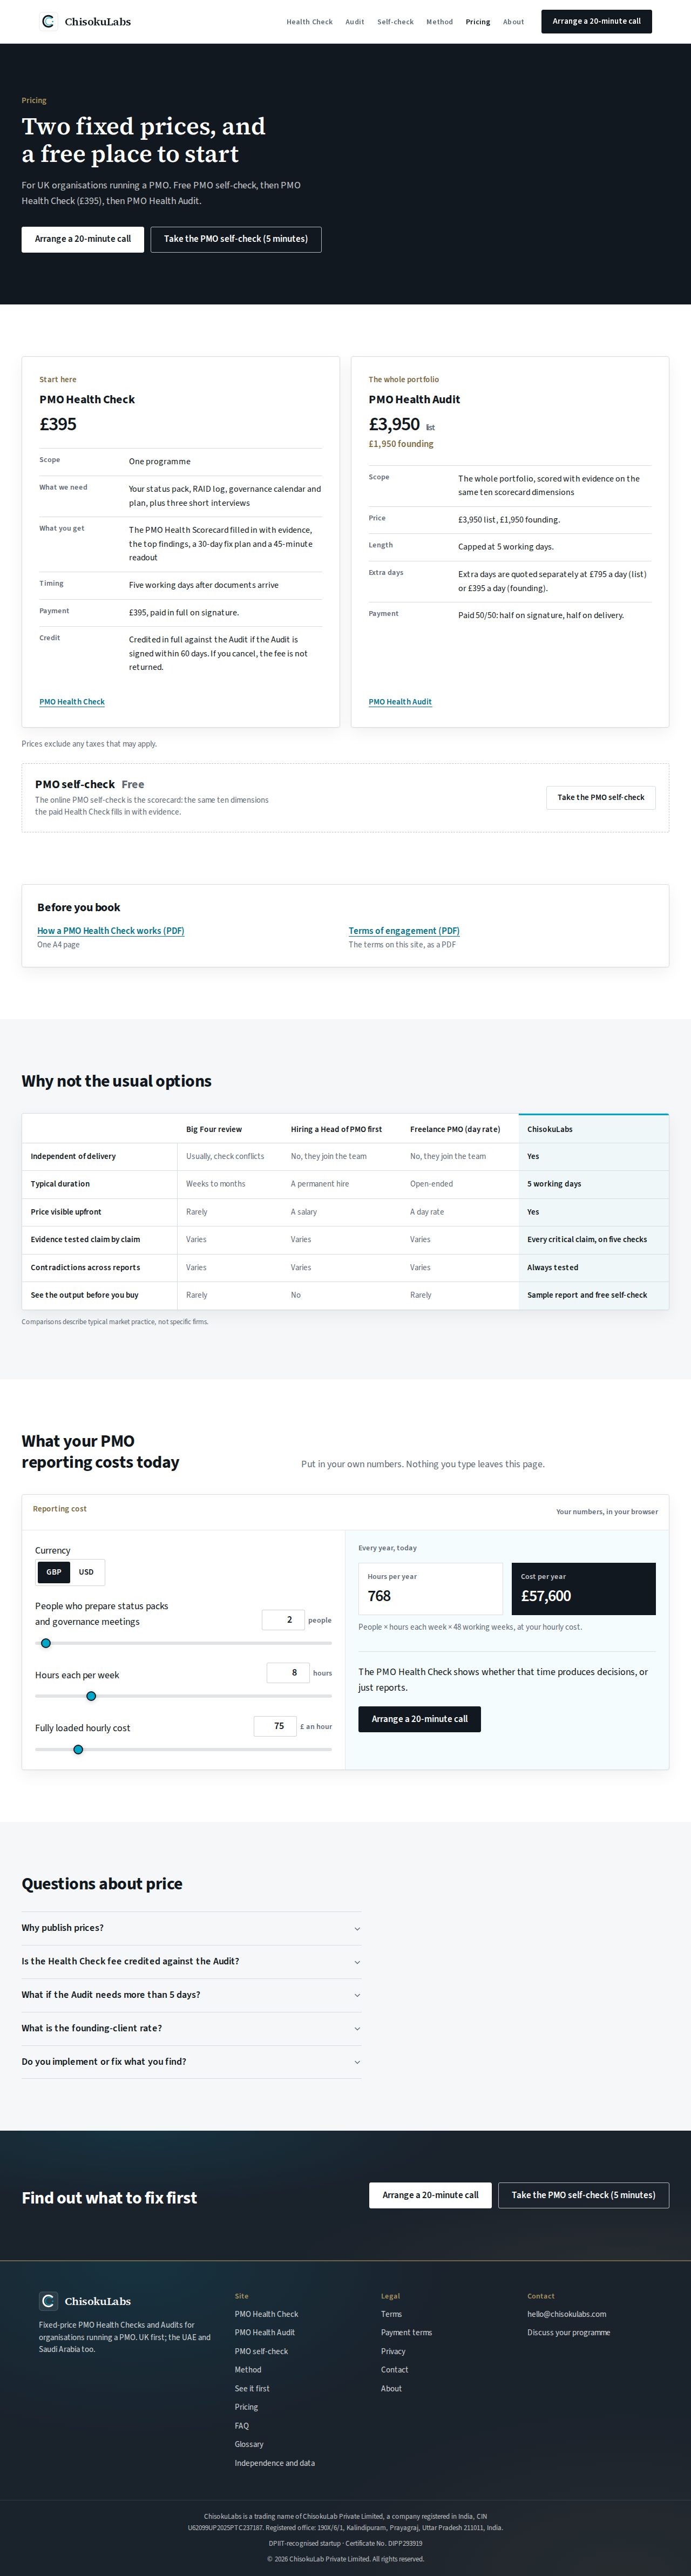 ChisokuLabs
Health Check Audit Self-check Method Pricing About Arrange a 20-minute call
Pricing
Two fixed prices, and
a free place to start
For UK organisations running a PMO. Free PMO self-check, then PMO
Health Check (£395), then PMO Health Audit.
Arrange a 20-minute call Take the PMO self-check (5 minutes)
Start here
PMO Health Check
£395
Scope One programme
What we need Your status pack, RAID log, governance calendar and
plan, plus three short interviews
What you get The PMO Health Scorecard filled in with evidence,
the top findings, a 30-day fix plan and a 45-minute
readout
Timing Five working days after documents arrive
Payment £395, paid in full on signature.
Credit Credited in full against the Audit if the Audit is
signed within 60 days. If you cancel, the fee is not
returned.
PMO Health Check
The whole portfolio
PMO Health Audit
£3,950 list
£1,950 founding
Scope The whole portfolio, scored with evidence on the
same ten scorecard dimensions
Price £3,950 list, £1,950 founding.
Length Capped at 5 working days.
Extra days Extra days are quoted separately at £795 a day (list)
or £395 a day (founding).
Payment Paid 50/50: half on signature, half on delivery.
PMO Health Audit
Prices exclude any taxes that may apply.
PMO self-check Free
The online PMO self-check is the scorecard: the same ten dimensions
the paid Health Check fills in with evidence.
Take the PMO self-check
Before you book
How a PMO Health Check works (PDF)
One A4 page
Terms of engagement (PDF)
The terms on this site, as a PDF
Why not the usual options
Big Four review Hiring a Head of PMO first Freelance PMO (day rate) ChisokuLabs
Independent of delivery Usually, check conflicts No, they join the team No, they join the team Yes
Typical duration Weeks to months A permanent hire Open-ended 5 working days
Price visible upfront Rarely A salary A day rate Yes
Evidence tested claim by claim Varies Varies Varies Every critical claim, on five checks
Contradictions across reports Varies Varies Varies Always tested
See the output before you buy Rarely No Rarely Sample report and free self-check
Comparisons describe typical market practice, not specific firms.
What your PMO
reporting costs today
Put in your own numbers. Nothing you type leaves this page.
Reporting cost Your numbers, in your browser
Currency
GBP USD
People who prepare status packs
and governance meetings
2 people
Hours each per week 8 hours
Fully loaded hourly cost 75 £ an hour
Every year, today
Hours per year
768
Cost per year
£57,600
People × hours each week × 48 working weeks, at your hourly cost.
The PMO Health Check shows whether that time produces decisions, or
just reports.
Arrange a 20-minute call
Questions about price
Why publish prices?
Is the Health Check fee credited against the Audit?
What if the Audit needs more than 5 days?
What is the founding-client rate?
Do you implement or fix what you find?
Find out what to fix first
Arrange a 20-minute call Take the PMO self-check (5 minutes)
ChisokuLabs
Fixed-price PMO Health Checks and Audits for
organisations running a PMO. UK first; the UAE and
Saudi Arabia too.
Site
PMO Health Check
PMO Health Audit
PMO self-check
Method
See it first
Pricing
FAQ
Glossary
Independence and data
Legal
Terms
Payment terms
Privacy
Contact
About
Contact
hello@chisokulabs.com
Discuss your programme
ChisokuLabs is a trading name of ChisokuLab Private Limited, a company registered in India, CIN
U62099UP2025PTC237187. Registered office: 190X/6/1, Kalindipuram, Prayagraj, Uttar Pradesh 211011, India.
DPIIT-recognised startup · Certificate No. DIPP293919
© 2026 ChisokuLab Private Limited. All rights reserved.